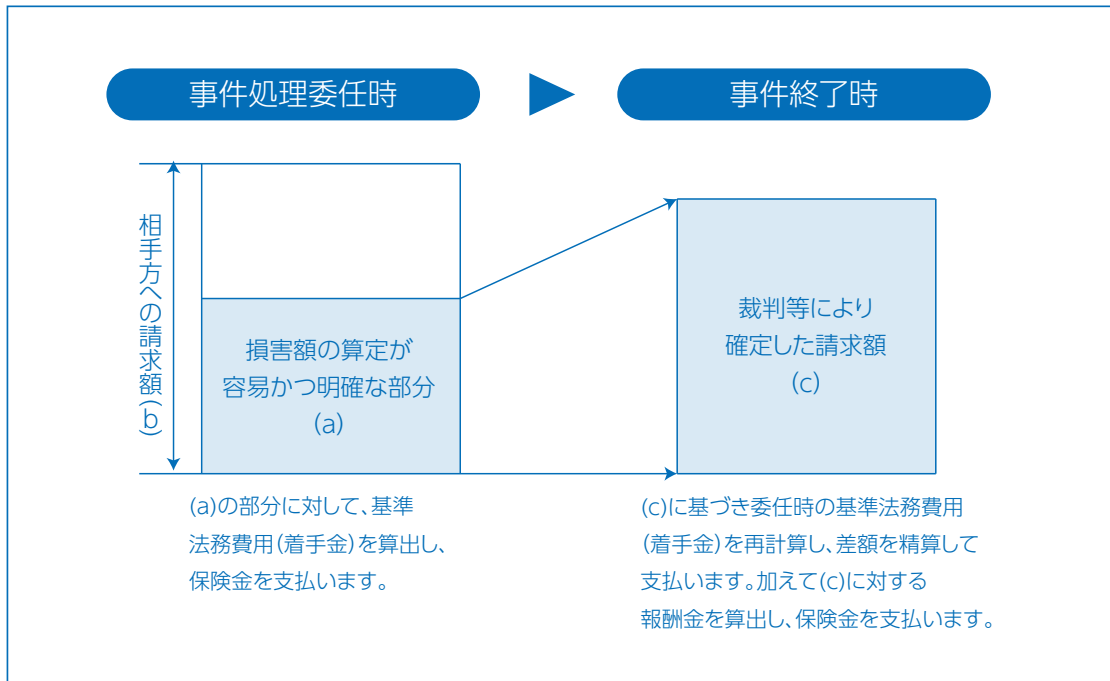 事件処理委任時
事件終了時
相手方への請求額(b)
損害額の算定が
容易かつ明確な部分
(a)
裁判等により
確定した請求額
(c)
(a)の部分に対して、基準
法務費用(着手金)を算出し、
保険金を支払います。
(c)に基づき委任時の基準法務費用
(着手金)を再計算し、差額を精算して
支払います。加えて(c)に対する
報酬金を算出し、保険金を支払います。